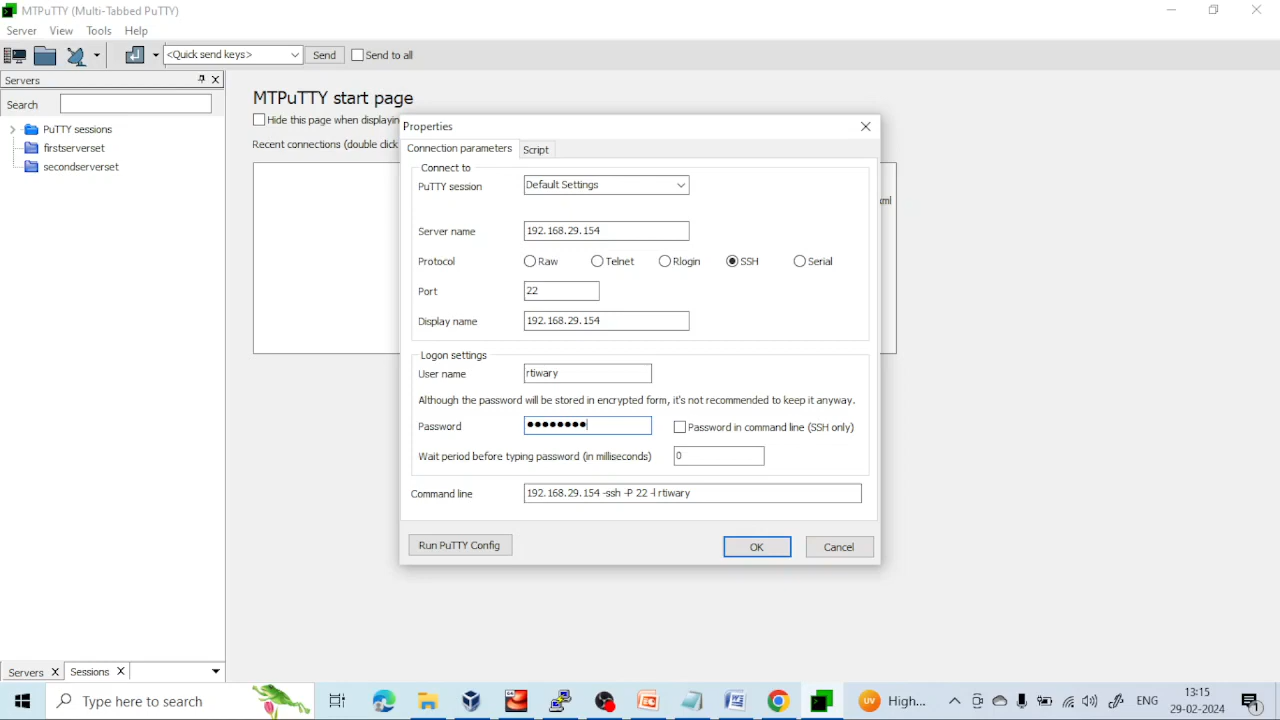 MTPuTTY (Multi-Tabbed PuTTY)
Server View Tools Help
<Quick send keys> Send Send to all
Servers
Search
PuTTY sessions
firstserverset
secondserverset
MTPuTTY start page
Hide this page when displayin
Recent connections (double click
Properties
Connection parameters Script
Connect to
PuTTY session Default Settings
Server name 192.168.29.154
Protocol Raw Telnet Rlogin SSH Serial
Port 22
Display name 192.168.29.154
Logon settings
User name rtiwary
Although the password will be stored in encrypted form, it's not recommended to keep it anyway.
Password ●●●●●●●● Password in command line (SSH only)
Wait period before typing password (in milliseconds) 0
Command line 192.168.29.154 -ssh -P 22 -l rtiwary
Run PuTTY Config OK Cancel
Servers Sessions
Type here to search
UV High... ENG 13:15
29-02-2024 1